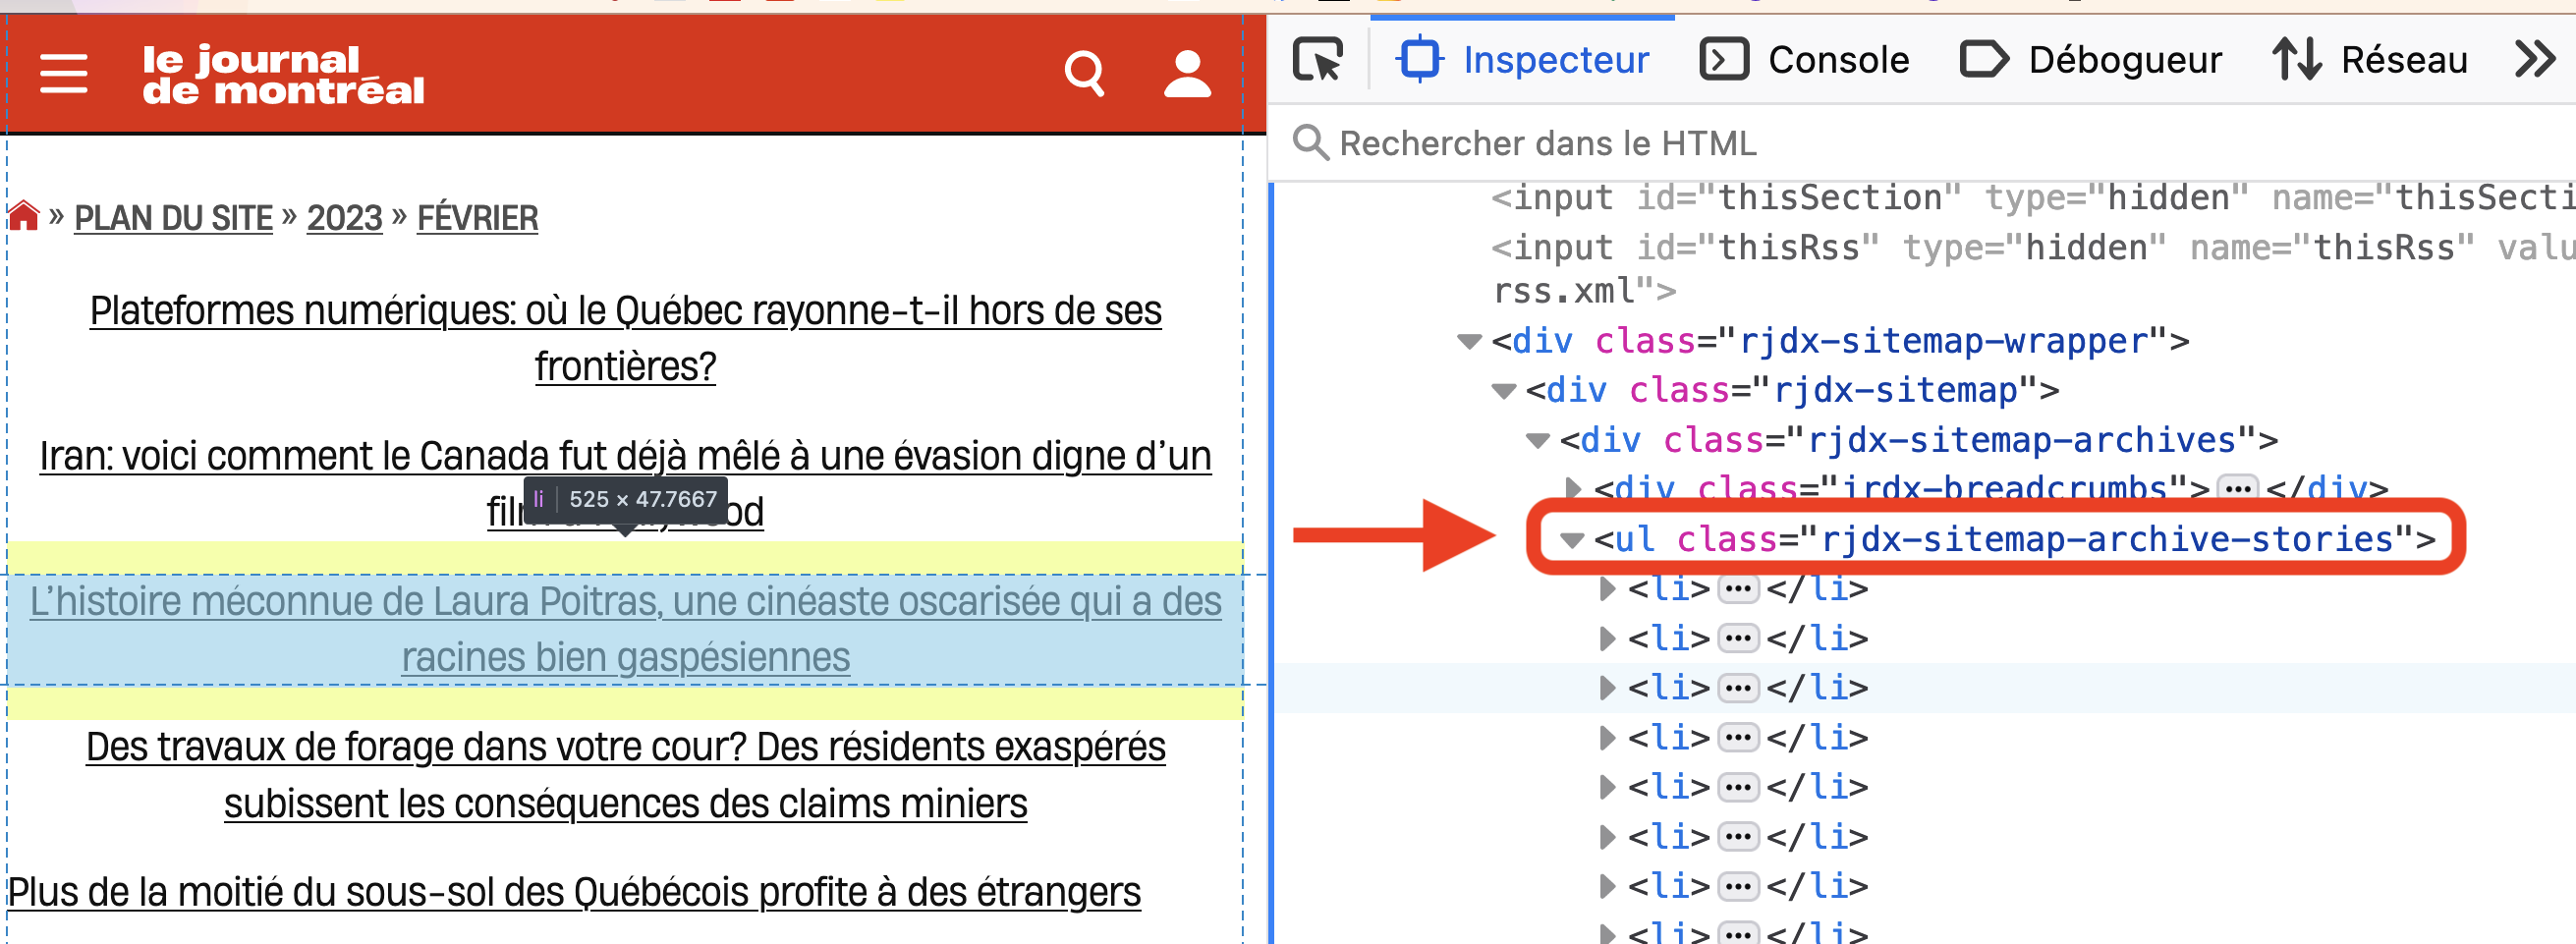 le journal
de montréal
» PLAN DU SITE » 2023 » FÉVRIER
Plateformes numériques: où le Québec rayonne-t-il hors de ses
frontières?
Iran: voici comment le Canada fut déjà mêlé à une évasion digne d’un
li 525 × 47.7667
L’histoire méconnue de Laura Poitras, une cinéaste oscarisée qui a des
racines bien gaspésiennes
Des travaux de forage dans votre cour? Des résidents exaspérés
subissent les conséquences des claims miniers
Plus de la moitié du sous-sol des Québécois profite à des étrangers
Inspecteur Console Débogueur Réseau
Rechercher dans le HTML
<input id="thisSection" type="hidden" name="thisSecti
<input id="thisRss" type="hidden" name="thisRss" valu
rss.xml">
<div class="rjdx-sitemap-wrapper">
<div class="rjdx-sitemap">
<div class="rjdx-sitemap-archives">
<div class="jrdx-breadcrumbs">…</div>
<ul class="rjdx-sitemap-archive-stories">
<li>…</li>
<li>…</li>
<li>…</li>
<li>…</li>
<li>…</li>
<li>…</li>
<li>…</li>
<li>…</li>